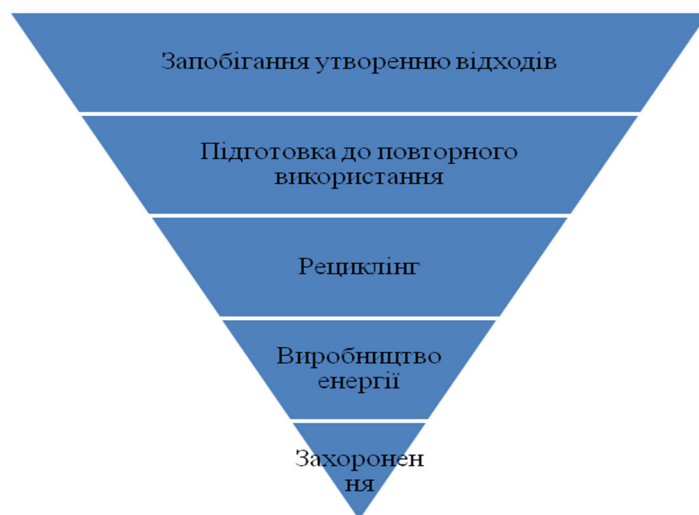 Запобігання утворенню відходів
Підготовка до повторного
використання
Рециклінг
Виробництво
енергії
Захоронен
ня